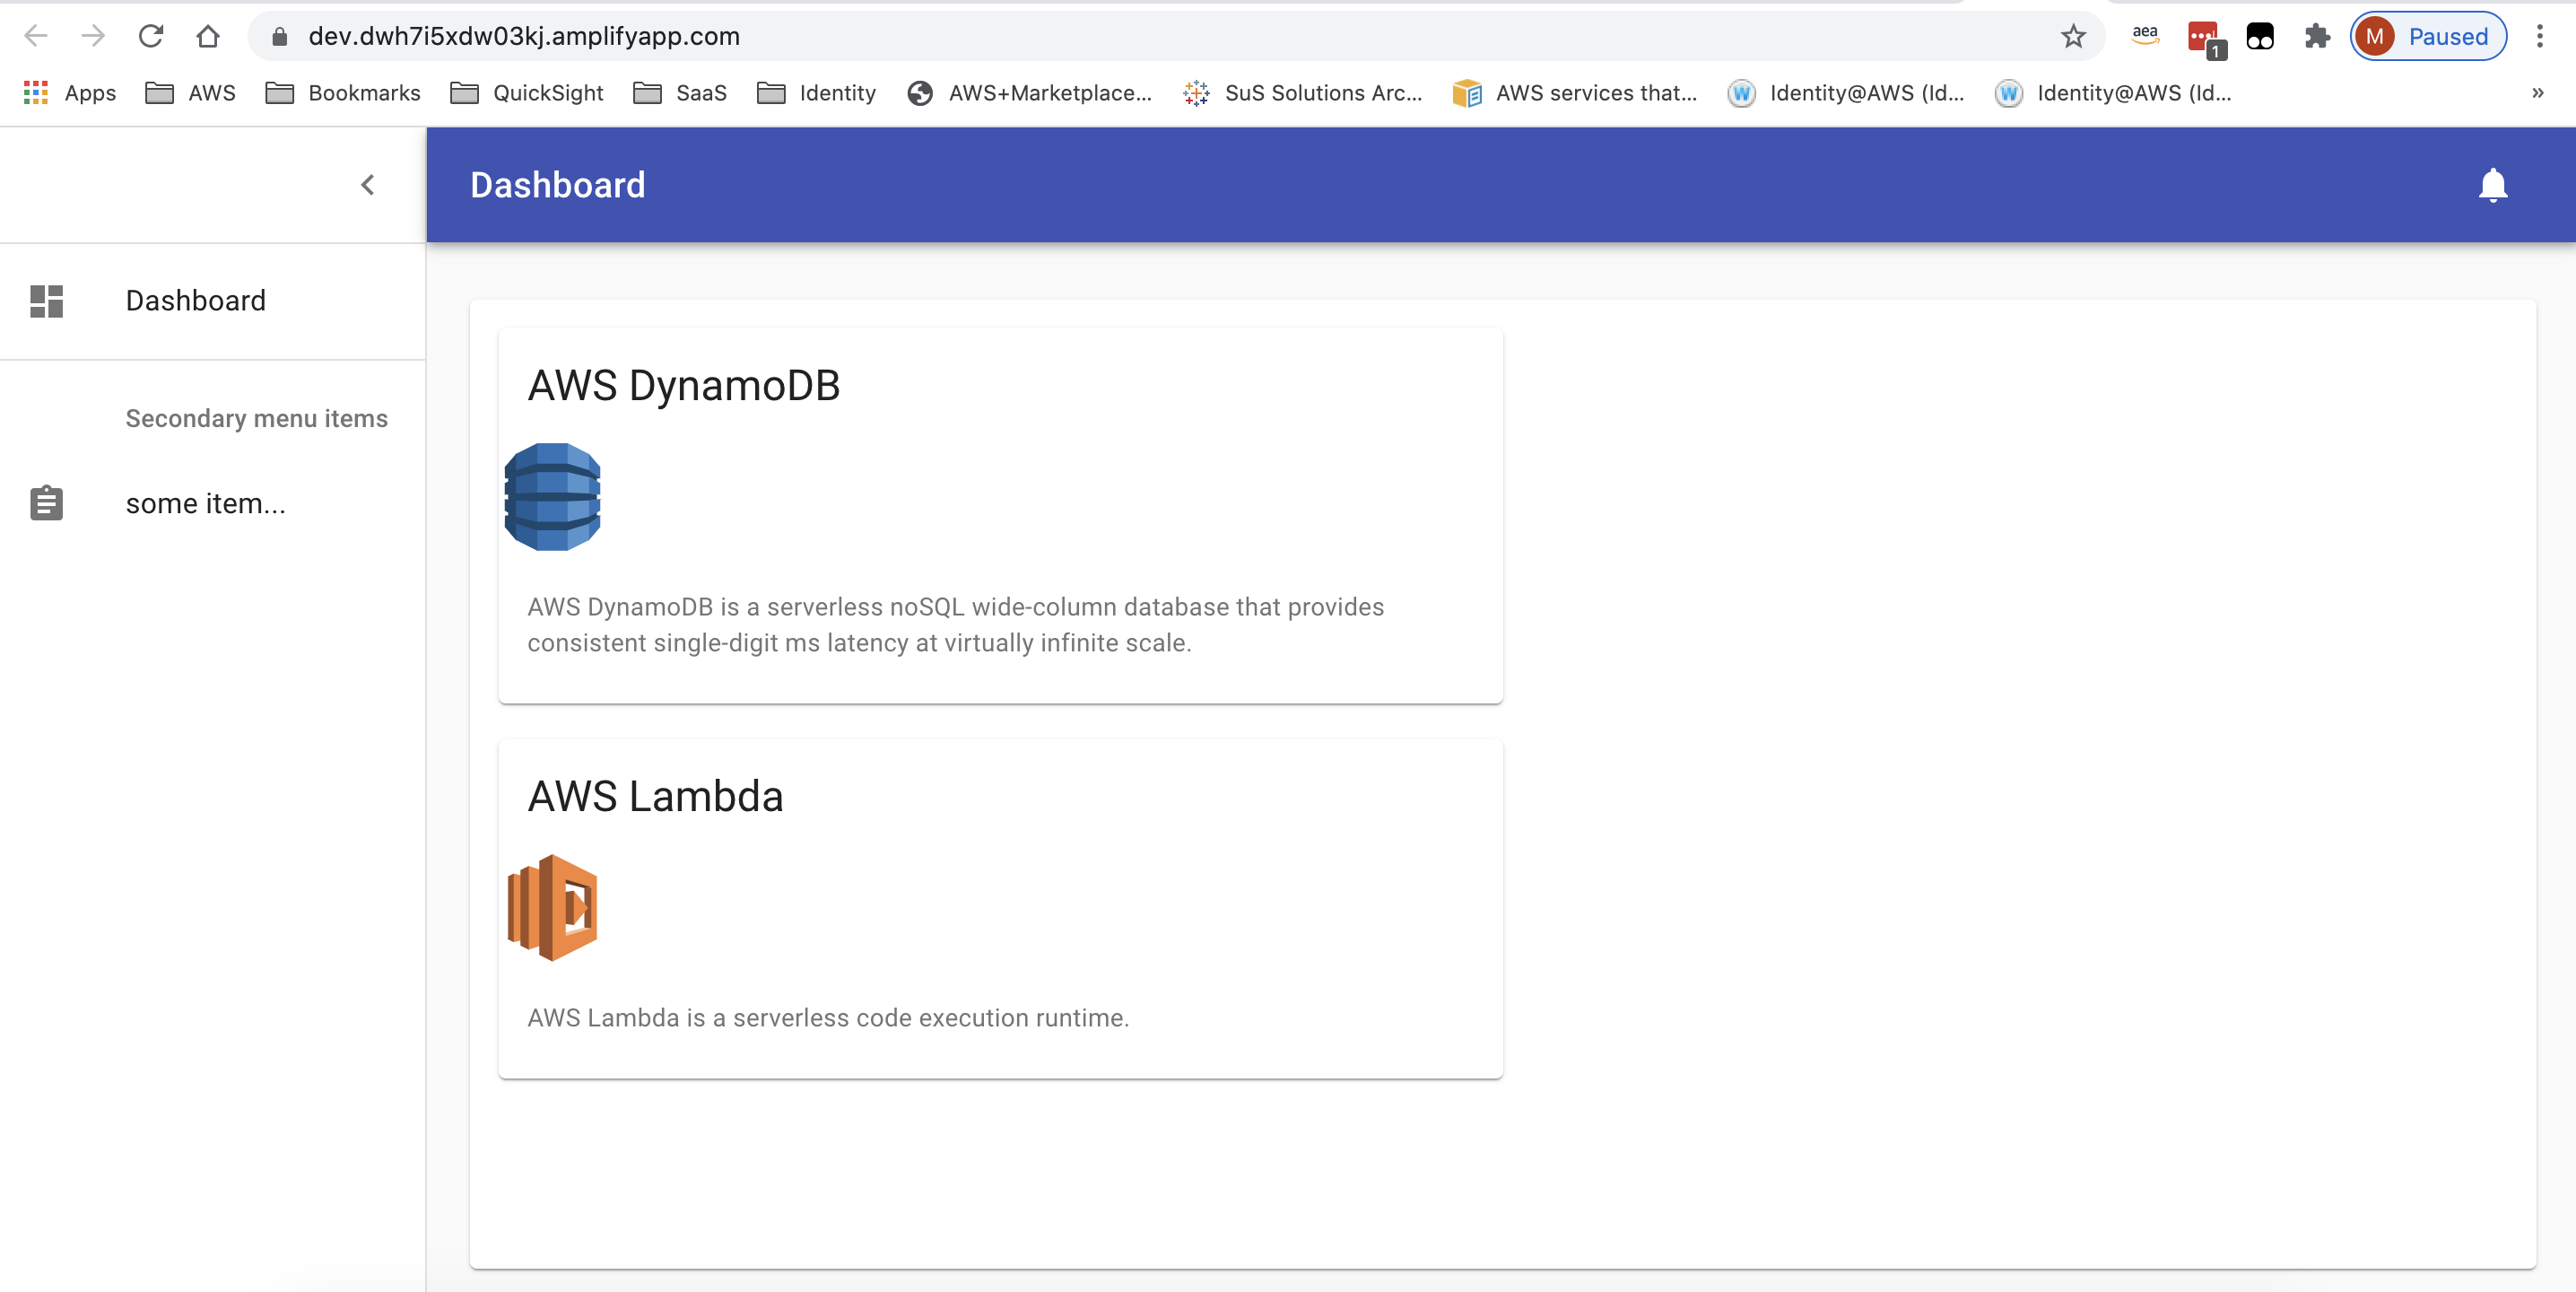 dev.dwh7i5xdw03kj.amplifyapp.com
aea
1
M
Paused
Apps
AWS
Bookmarks
QuickSight
SaaS
Identity
AWS+Marketplace...
SuS Solutions Arc...
AWS services that...
W
Identity@AWS (Id...
W
Identity@AWS (Id...
»
Dashboard
Dashboard
Secondary menu items
some item...
AWS DynamoDB
AWS DynamoDB is a serverless noSQL wide-column database that provides
consistent single-digit ms latency at virtually infinite scale.
AWS Lambda
AWS Lambda is a serverless code execution runtime.